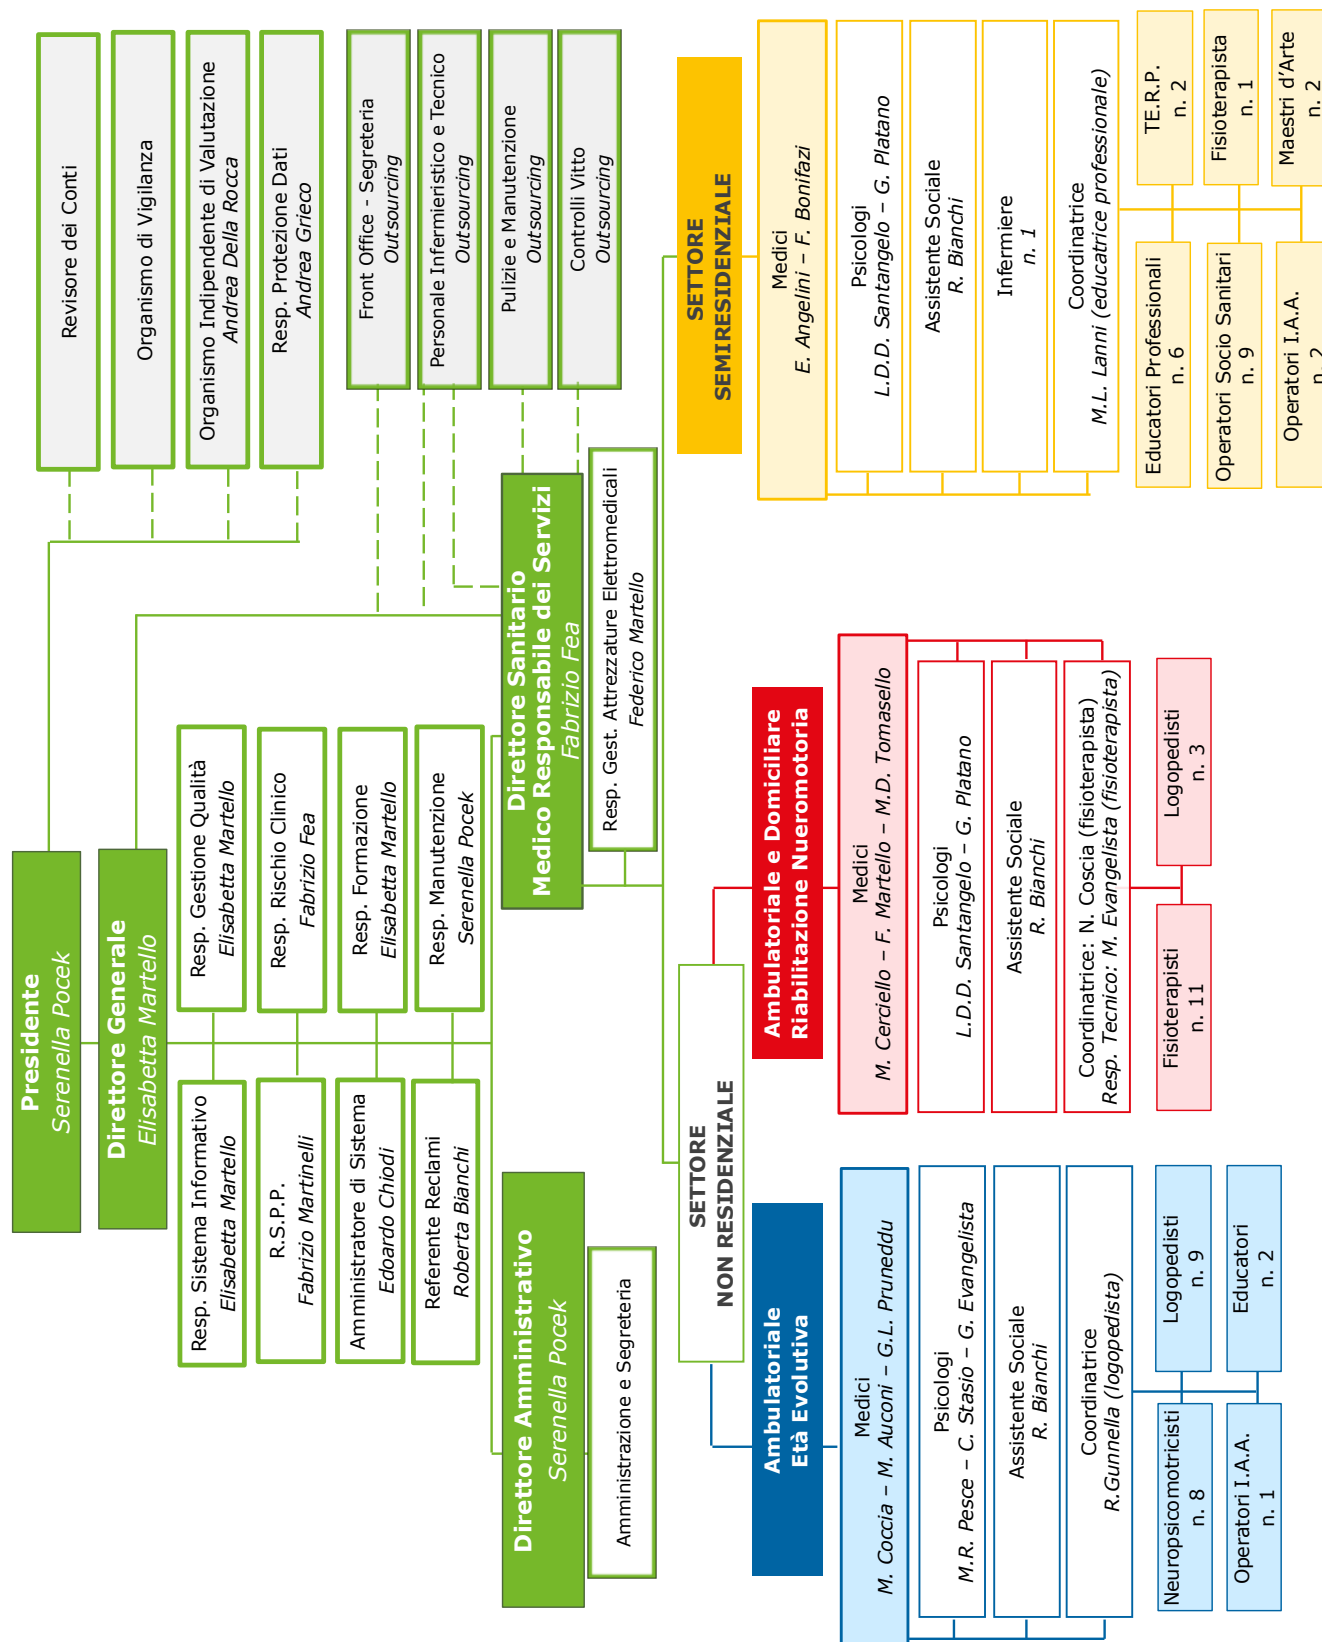 Presidente
Serenella Pocek
Direttore Generale
Elisabetta Martello
Revisore dei Conti
Organismo di Vigilanza
Organismo Indipendente di Valutazione
Andrea Della Rocca
Resp. Protezione Dati
Andrea Grieco
Resp. Sistema Informativo
Elisabetta Martello
Resp. Gestione Qualità
Elisabetta Martello
R.S.P.P.
Fabrizio Martinelli
Resp. Rischio Clinico
Fabrizio Fea
Amministratore di Sistema
Edoardo Chiodi
Resp. Formazione
Elisabetta Martello
Referente Reclami
Roberta Bianchi
Resp. Manutenzione
Serenella Pocek
Front Office - Segreteria
Outsourcing
Personale Infermieristico e Tecnico
Outsourcing
Pulizie e Manutenzione
Outsourcing
Controlli Vitto
Outsourcing
Direttore Amministrativo
Serenella Pocek
Amministrazione e Segreteria
Direttore Sanitario
Medico Responsabile dei Servizi
Fabrizio Fea
Resp. Gest. Attrezzature Elettromedicali
Federico Martello
SETTORE
NON RESIDENZIALE
SETTORE
SEMIRESIDENZIALE
Ambulatoriale
Età Evolutiva
Medici
M. Coccia – M. Auconi – G.L. Pruneddu
Psicologi
M.R. Pesce – C. Stasio – G. Evangelista
Assistente Sociale
R. Bianchi
Coordinatrice
R.Gunnella (logopedista)
Neuropsicomotricisti
n. 8
Logopedisti
n. 9
Operatori I.A.A.
n. 1
Educatori
n. 2
Ambulatoriale e Domiciliare
Riabilitazione Nueromotoria
Medici
M. Cerciello – F. Martello – M.D. Tomasello
Psicologi
L.D.D. Santangelo – G. Platano
Assistente Sociale
R. Bianchi
Coordinatrice: N. Coscia (fisioterapista)
Resp. Tecnico: M. Evangelista (fisioterapista)
Fisioterapisti
n. 11
Logopedisti
n. 3
Medici
E. Angelini – F. Bonifazi
Psicologi
L.D.D. Santangelo – G. Platano
Assistente Sociale
R. Bianchi
Infermiere
n. 1
Coordinatrice
M.L. Lanni (educatrice professionale)
Educatori Professionali
n. 6
TE.R.P.
n. 2
Operatori Socio Sanitari
n. 9
Fisioterapista
n. 1
Operatori I.A.A.
n. 2
Maestri d'Arte
n. 2